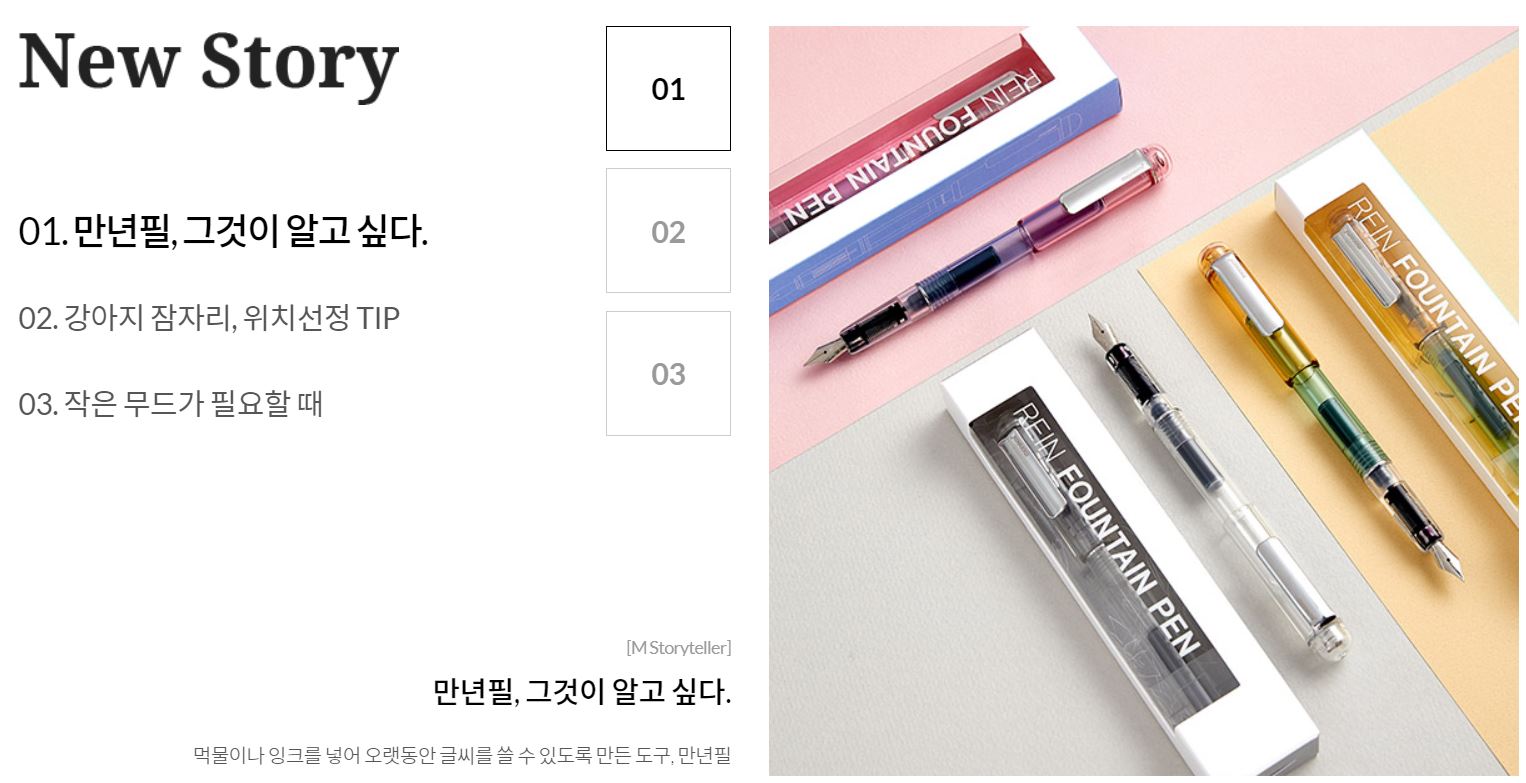 New Story
01
02
03
01. 만년필, 그것이 알고 싶다.
02. 강아지 잠자리, 위치선정 TIP
03. 작은 무드가 필요할 때
[M Storyteller]
만년필, 그것이 알고 싶다.
먹물이나 잉크를 넣어 오랫동안 글씨를 쓸 수 있도록 만든 도구, 만년필
REIN FOUNTAIN PEN
REIN FOUNTAIN PEN
REIN FOUNTAIN PEN